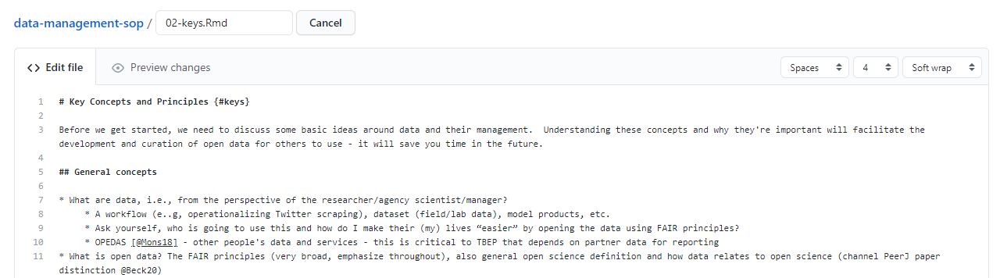 data-management-sop / 02-keys.Rmd Cancel
<> Edit file Preview changes Spaces 4 Soft wrap
1 # Key Concepts and Principles {#keys}
2
3 Before we get started, we need to discuss some basic ideas around data and their management.  Understanding these concepts and why they're important will facilitate the
development and curation of open data for others to use - it will save you time in the future.
4
5 ## General concepts
6
7 * What are data, i.e., from the perspective of the researcher/agency scientist/manager?
8 * A workflow (e..g, operationalizing Twitter scraping), dataset (field/lab data), model products, etc.
9 * Ask yourself, who is going to use this and how do I make their (my) lives “easier” by opening the data using FAIR principles?
10 * OPEDAS [@Mons18] - other people's data and services - this is critical to TBEP that depends on partner data for reporting
11 * What is open data? The FAIR principles (very broad, emphasize throughout), also general open science definition and how data relates to open science (channel PeerJ paper
distinction @Beck20)